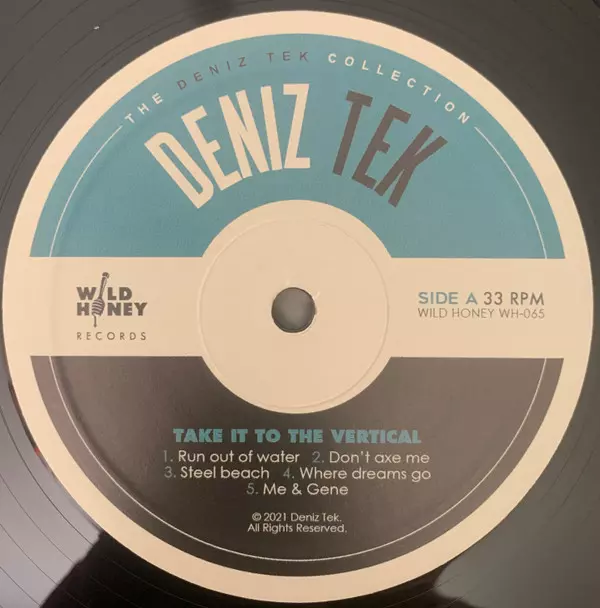 THE DENIZ TEK COLLECTION
DENIZ TEK
WILD
HONEY
RECORDS
SIDE A 33 RPM
WILD HONEY WH-065
TAKE IT TO THE VERTICAL
1. Run out of water 2. Don't axe me
3. Steel beach 4. Where dreams go
5. Me & Gene
© 2021 Deniz Tek.
All Rights Reserved.